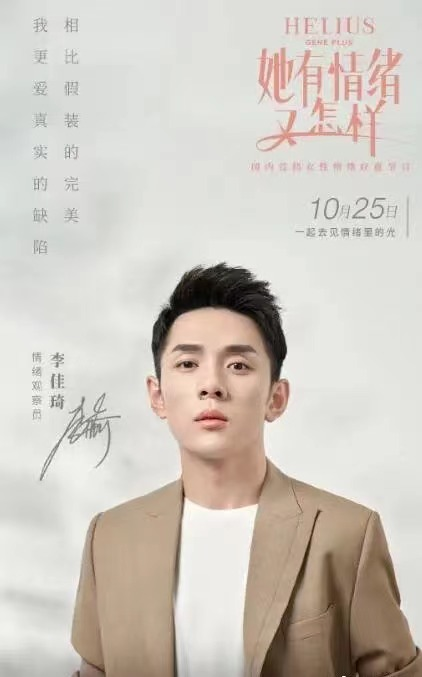 HELIUS
GENE PLUS
她有情绪
又怎样
10月25日
一起去见情绪里的光
相比假装的完美
我更爱真实的缺陷
李佳琦
情绪观察员